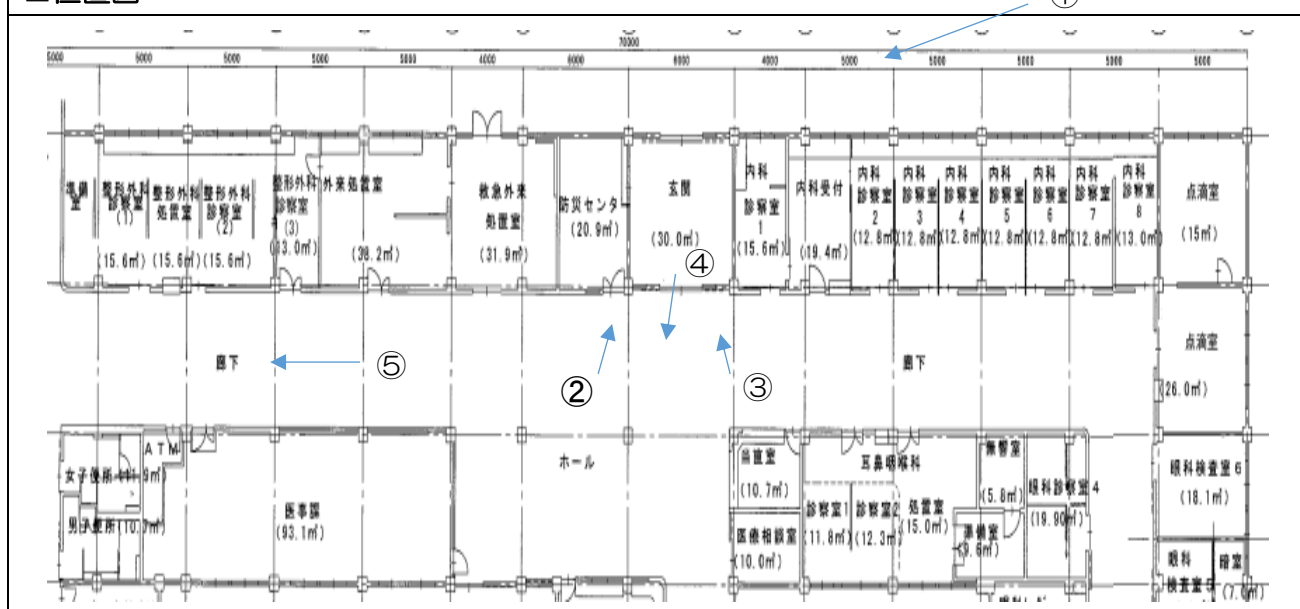 70000
5000 5000 5000 5000 5000 4000 6000 4000 5000 5000 5000 5000 5000
準備室
整形外科診察室(1)
(15.6㎡)
整形外科処置室
(15.6㎡)
整形外科診察室(2)
(15.6㎡)
整形外科診察室(3)
(13.0㎡)
外来処置室
救急外来処置室
(31.9㎡)
防災センタ
(20.9㎡)
玄関
(30.0㎡)
内科診察室1
(15.6㎡)
内科受付
(19.4㎡)
内科診察室2
(12.8㎡)
内科診察室3
(12.8㎡)
内科診察室4
(12.8㎡)
内科診察室5
(12.8㎡)
内科診察室6
(12.8㎡)
内科診察室7
(12.8㎡)
内科診察室8
(13.0㎡)
点滴室
(15㎡)
④
廊下
⑤
②
③
廊下
点滴室
(26.0㎡)
ATM
女子便所
男子便所
医事課
(93.1㎡)
ホール
当直室
(10.7㎡)
医療相談室
(10.0㎡)
耳鼻咽喉科
診察室1
(11.8㎡)
診察室2
(12.3㎡)
処置室
(15.0㎡)
(5.8㎡)
準備室
眼科診察室4
眼科検査室6
(18.1㎡)
眼科検査室5
暗室